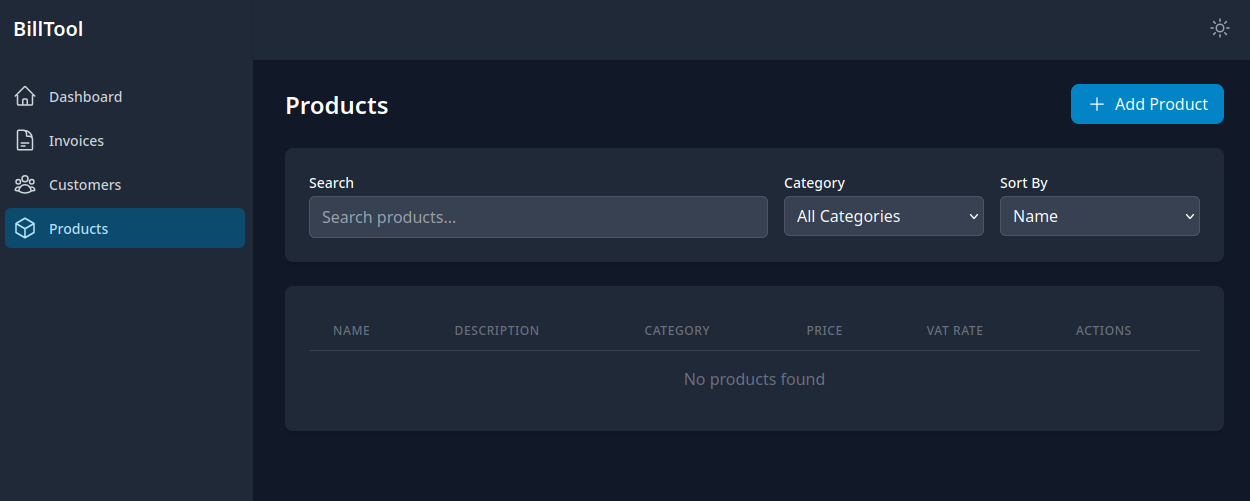 BillTool
Dashboard
Invoices
Customers
Products
Products
Add Product
Search
Search products...
Category
All Categories
Sort By
Name
NAME DESCRIPTION CATEGORY PRICE VAT RATE ACTIONS
No products found